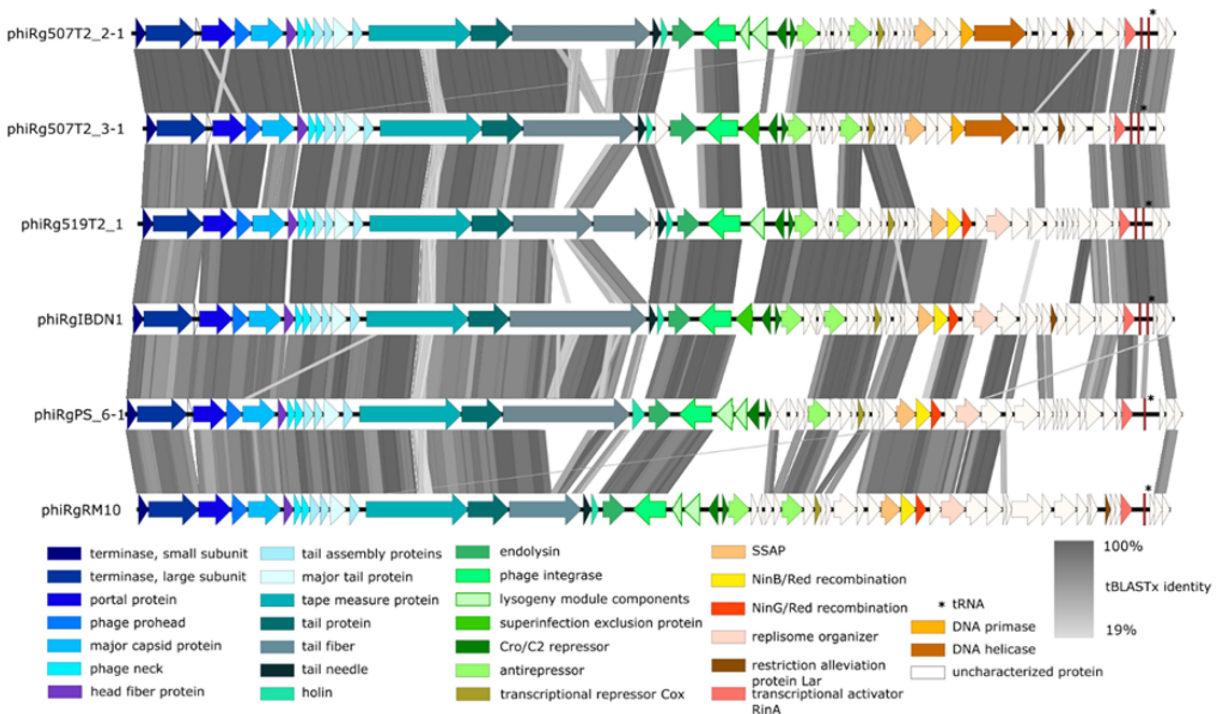 *
phiRg507T2_2-1
*
phiRg507T2_3-1
*
phiRg519T2_1
*
phiRgIBDN1
*
phiRgPS_6-1
*
phiRgRM10
terminase, small subunit
terminase, large subunit
portal protein
phage prohead
major capsid protein
phage neck
head fiber protein
tail assembly proteins
major tail protein
tape measure protein
tail protein
tail fiber
tail needle
holin
endolysin
phage integrase
lysogeny module components
superinfection exclusion protein
Cro/C2 repressor
antirepressor
transcriptional repressor Cox
SSAP
NinB/Red recombination
NinG/Red recombination
replisome organizer
restriction alleviation
protein Lar
transcriptional activator
RinA
* tRNA
DNA primase
DNA helicase
uncharacterized protein
100%
tBLASTx identity
19%